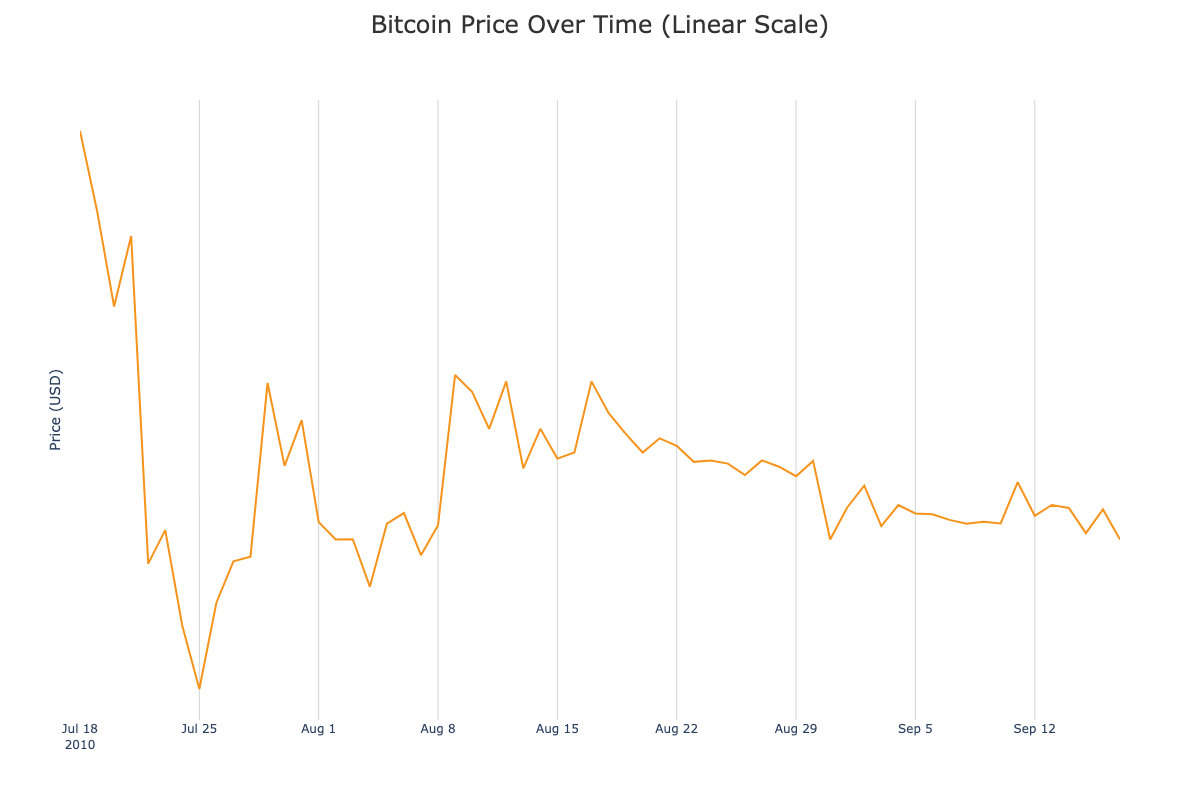 Bitcoin Price Over Time (Linear Scale)
Price (USD)
Jul 18
2010
Jul 25
Aug 1
Aug 8
Aug 15
Aug 22
Aug 29
Sep 5
Sep 12